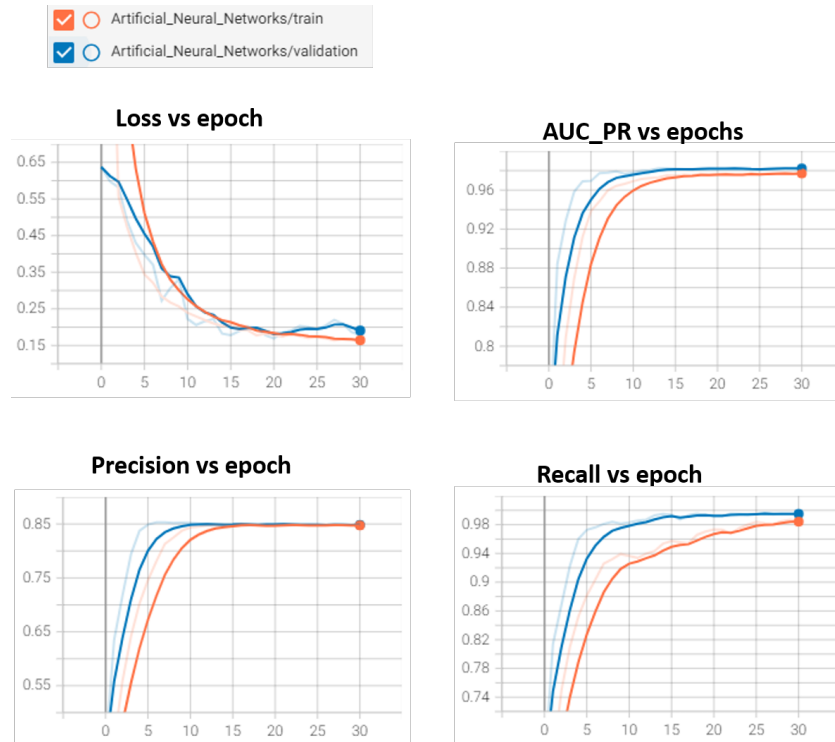 Artificial_Neural_Networks/train
Artificial_Neural_Networks/validation
Loss vs epoch
0.65
0.55
0.45
0.35
0.25
0.15
0 5 10 15 20 25 30
AUC_PR vs epochs
0.96
0.92
0.88
0.84
0.8
0 5 10 15 20 25 30
Precision vs epoch
0.85
0.75
0.65
0.55
0 5 10 15 20 25 30
Recall vs epoch
0.98
0.94
0.9
0.86
0.82
0.78
0.74
0 5 10 15 20 25 30